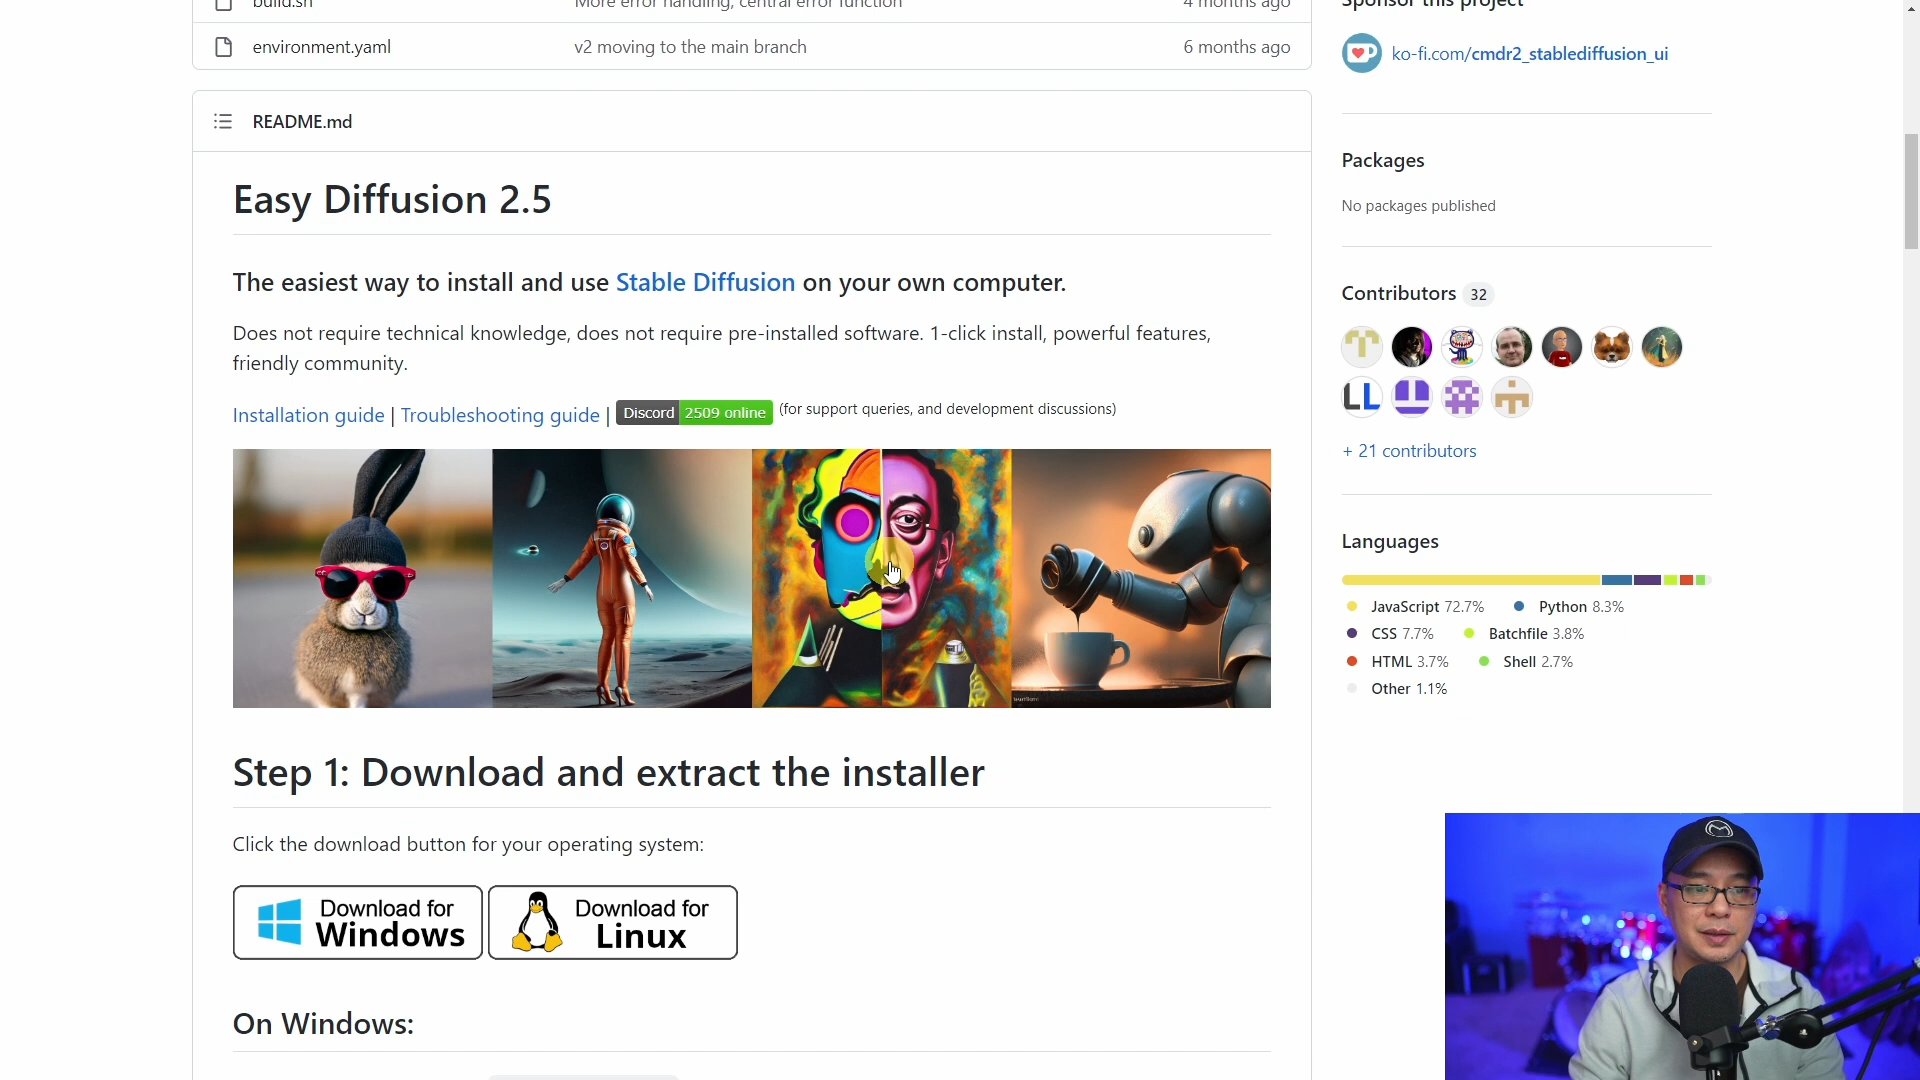 build.sh More error handling, central error function 4 months ago
environment.yaml v2 moving to the main branch 6 months ago
README.md
Easy Diffusion 2.5
The easiest way to install and use Stable Diffusion on your own computer.
Does not require technical knowledge, does not require pre-installed software. 1-click install, powerful features,
friendly community.
Installation guide | Troubleshooting guide | Discord 2509 online (for support queries, and development discussions)
Step 1: Download and extract the installer
Click the download button for your operating system:
Download for
Windows
Download for
Linux
On Windows:
Sponsor this project
ko-fi.com/cmdr2_stablediffusion_ui
Packages
No packages published
Contributors 32
LL
+ 21 contributors
Languages
JavaScript 72.7% Python 8.3%
CSS 7.7% Batchfile 3.8%
HTML 3.7% Shell 2.7%
Other 1.1%